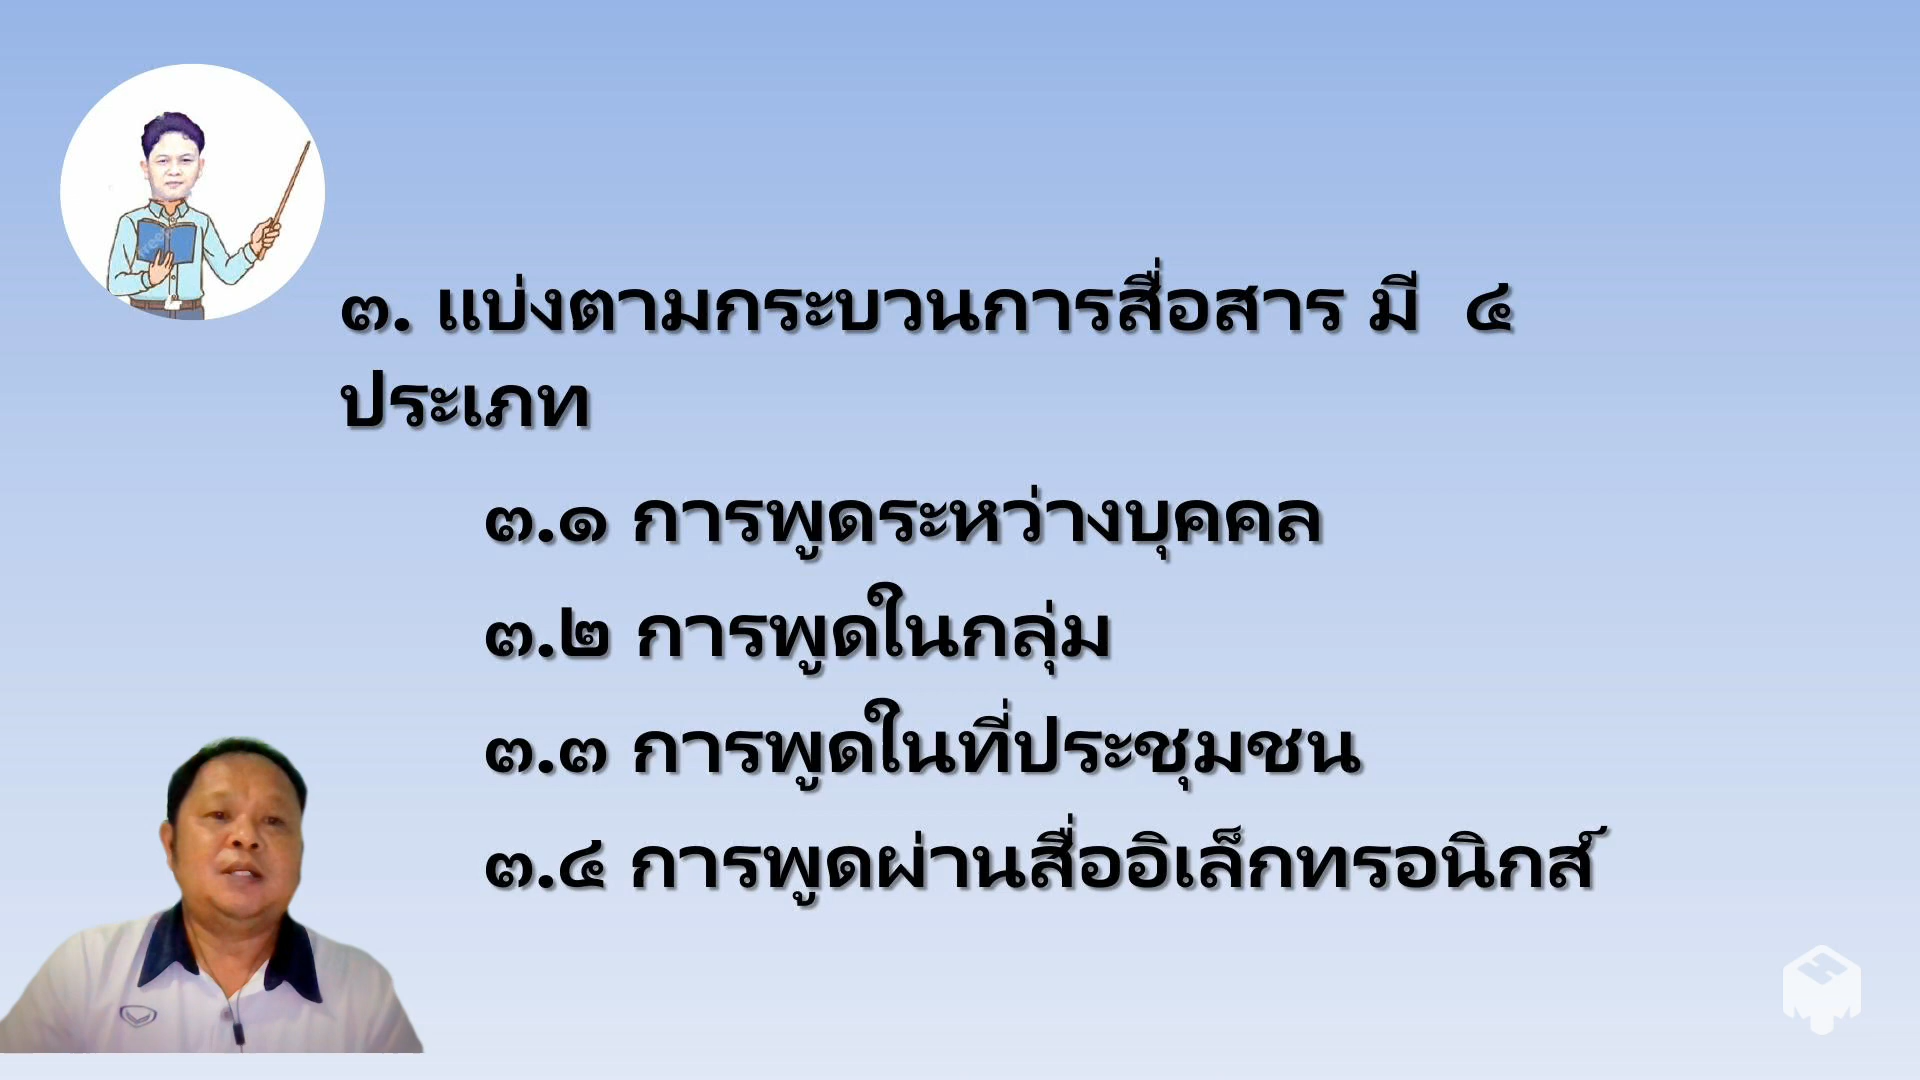 ๓. แบ่งตามกระบวนการสื่อสาร มี  ๔
ประเภท
๓.๑ การพูดระหว่างบุคคล
๓.๒ การพูดในกลุ่ม
๓.๓ การพูดในที่ประชุมชน
๓.๔ การพูดผ่านสื่ออิเล็กทรอนิกส์